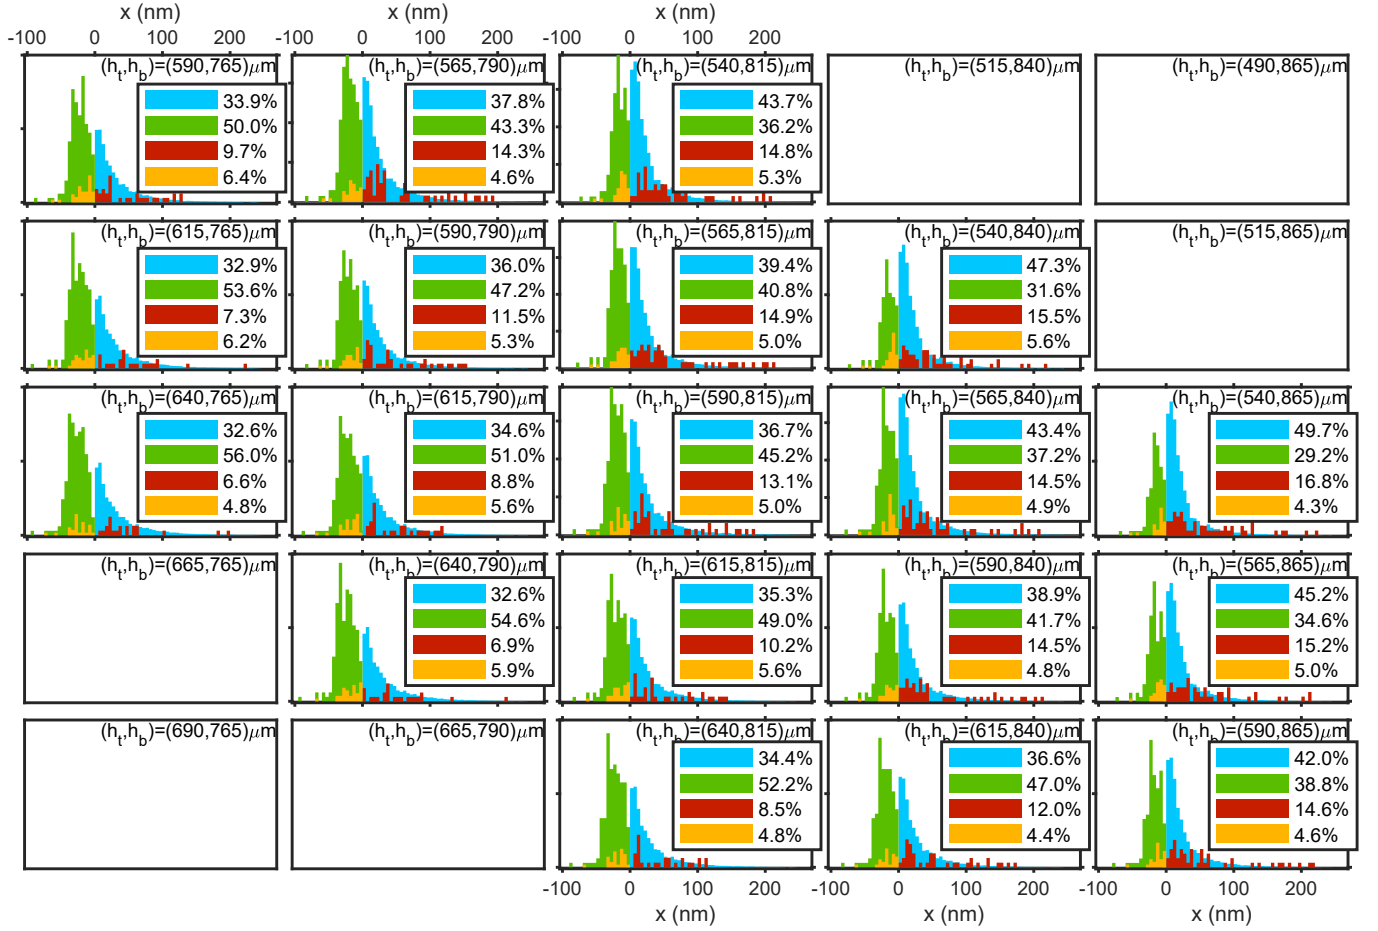 x (nm) x (nm) x (nm)
-100 0 100 200 -100 0 100 200 -100 0 100 200
(h_t,h_b)=(590,765)μm (h_t,h_b)=(565,790)μm (h_t,h_b)=(540,815)μm (h_t,h_b)=(515,840)μm (h_t,h_b)=(490,865)μm
33.9% 37.8% 43.7%
50.0% 43.3% 36.2%
9.7% 14.3% 14.8%
6.4% 4.6% 5.3%
(h_t,h_b)=(615,765)μm (h_t,h_b)=(590,790)μm (h_t,h_b)=(565,815)μm (h_t,h_b)=(540,840)μm (h_t,h_b)=(515,865)μm
32.9% 36.0% 39.4% 47.3%
53.6% 47.2% 40.8% 31.6%
7.3% 11.5% 14.9% 15.5%
6.2% 5.3% 5.0% 5.6%
(h_t,h_b)=(640,765)μm (h_t,h_b)=(615,790)μm (h_t,h_b)=(590,815)μm (h_t,h_b)=(565,840)μm (h_t,h_b)=(540,865)μm
32.6% 34.6% 36.7% 43.4% 49.7%
56.0% 51.0% 45.2% 37.2% 29.2%
6.6% 8.8% 13.1% 14.5% 16.8%
4.8% 5.6% 5.0% 4.9% 4.3%
(h_t,h_b)=(665,765)μm (h_t,h_b)=(640,790)μm (h_t,h_b)=(615,815)μm (h_t,h_b)=(590,840)μm (h_t,h_b)=(565,865)μm
32.6% 35.3% 38.9% 45.2%
54.6% 49.0% 41.7% 34.6%
6.9% 10.2% 14.5% 15.2%
5.9% 5.6% 4.8% 5.0%
(h_t,h_b)=(690,765)μm (h_t,h_b)=(665,790)μm (h_t,h_b)=(640,815)μm (h_t,h_b)=(615,840)μm (h_t,h_b)=(590,865)μm
34.4% 36.6% 42.0%
52.2% 47.0% 38.8%
8.5% 12.0% 14.6%
4.8% 4.4% 4.6%
-100 0 100 200 -100 0 100 200 -100 0 100 200
x (nm) x (nm) x (nm)